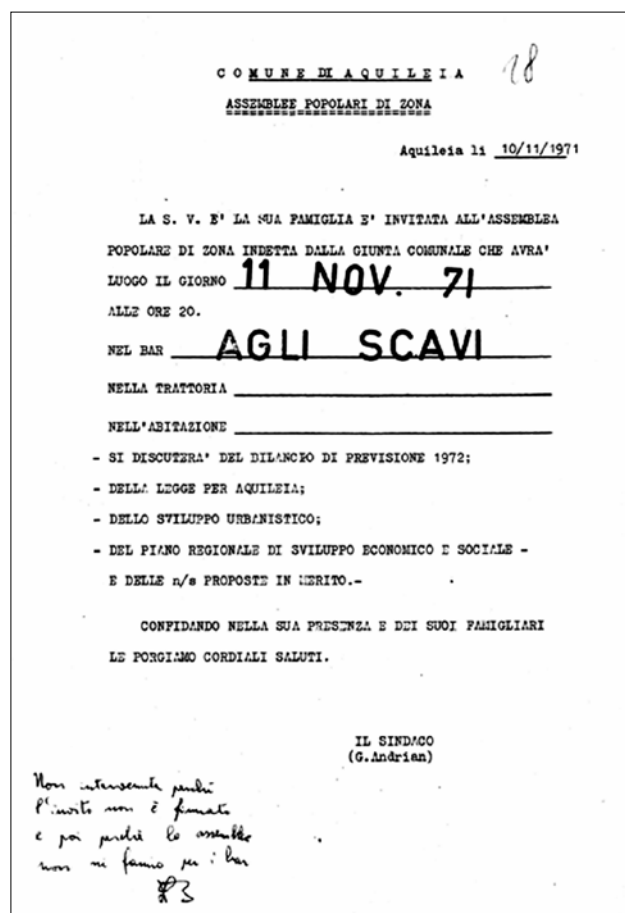 COMUNE DI AQUILEIA
18
ASSEMBLEE POPOLARI DI ZONA
Aquileia li 10/11/1971
LA S. V. E' LA SUA FAMIGLIA E' INVITATA ALL'ASSEMBLEA
POPOLARE DI ZONA INDETTA DALLA GIUNTA COMUNALE CHE AVRA'
LUOGO IL GIORNO 11 NOV. 71
ALLE ORE 20.
NEL BAR AGLI SCAVI
NELLA TRATTORIA
NELL'ABITAZIONE
- SI DISCUTERA' DEL BILANCIO DI PREVISIONE 1972;
- DELLA LEGGE PER AQUILEIA;
- DELLO SVILUPPO URBANISTICO;
- DEL PIANO REGIONALE DI SVILUPPO ECONOMICO E SOCIALE -
E DELLE n/s PROPOSTE IN MERITO.-
CONFIDANDO NELLA SUA PRESENZA E DEI SUOI FAMIGLIARI
LE PORGIAMO CORDIALI SALUTI.
IL SINDACO
(G.Andrian)
Non perchè
l'invito non è firmato
e poi perchè le assemblee
non si fanno per i bar